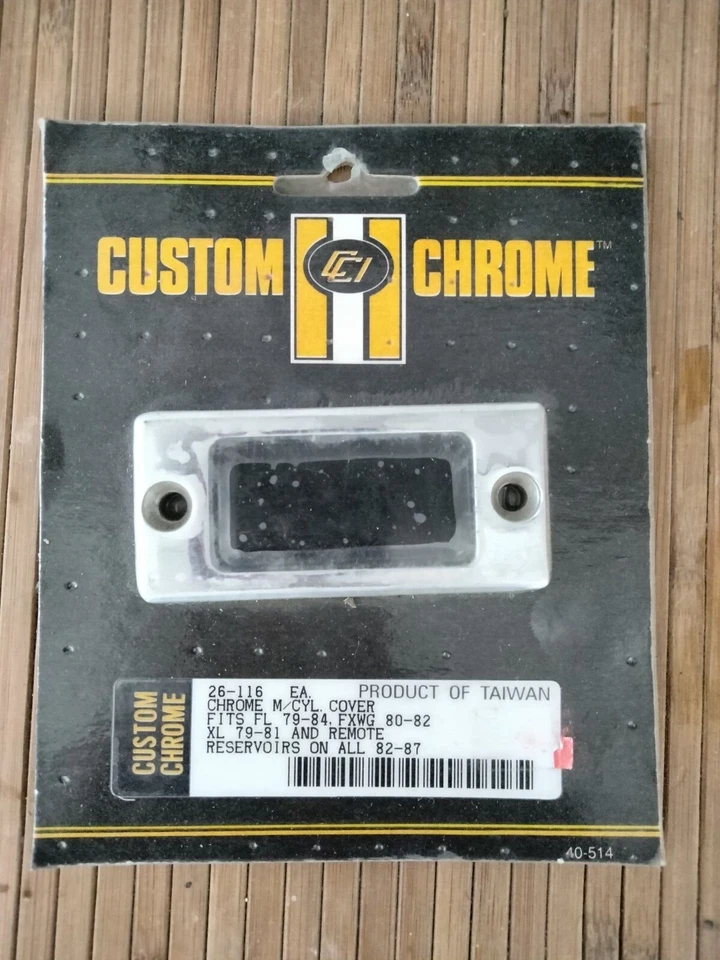 CUSTOM CCI CHROME™
26-116 EA. PRODUCT OF TAIWAN
CHROME M/CYL. COVER
FITS FL 79-84, FXWG 80-82
XL 79-81 AND REMOTE
RESERVOIRS ON ALL 82-87
CUSTOM
CHROME
40-514